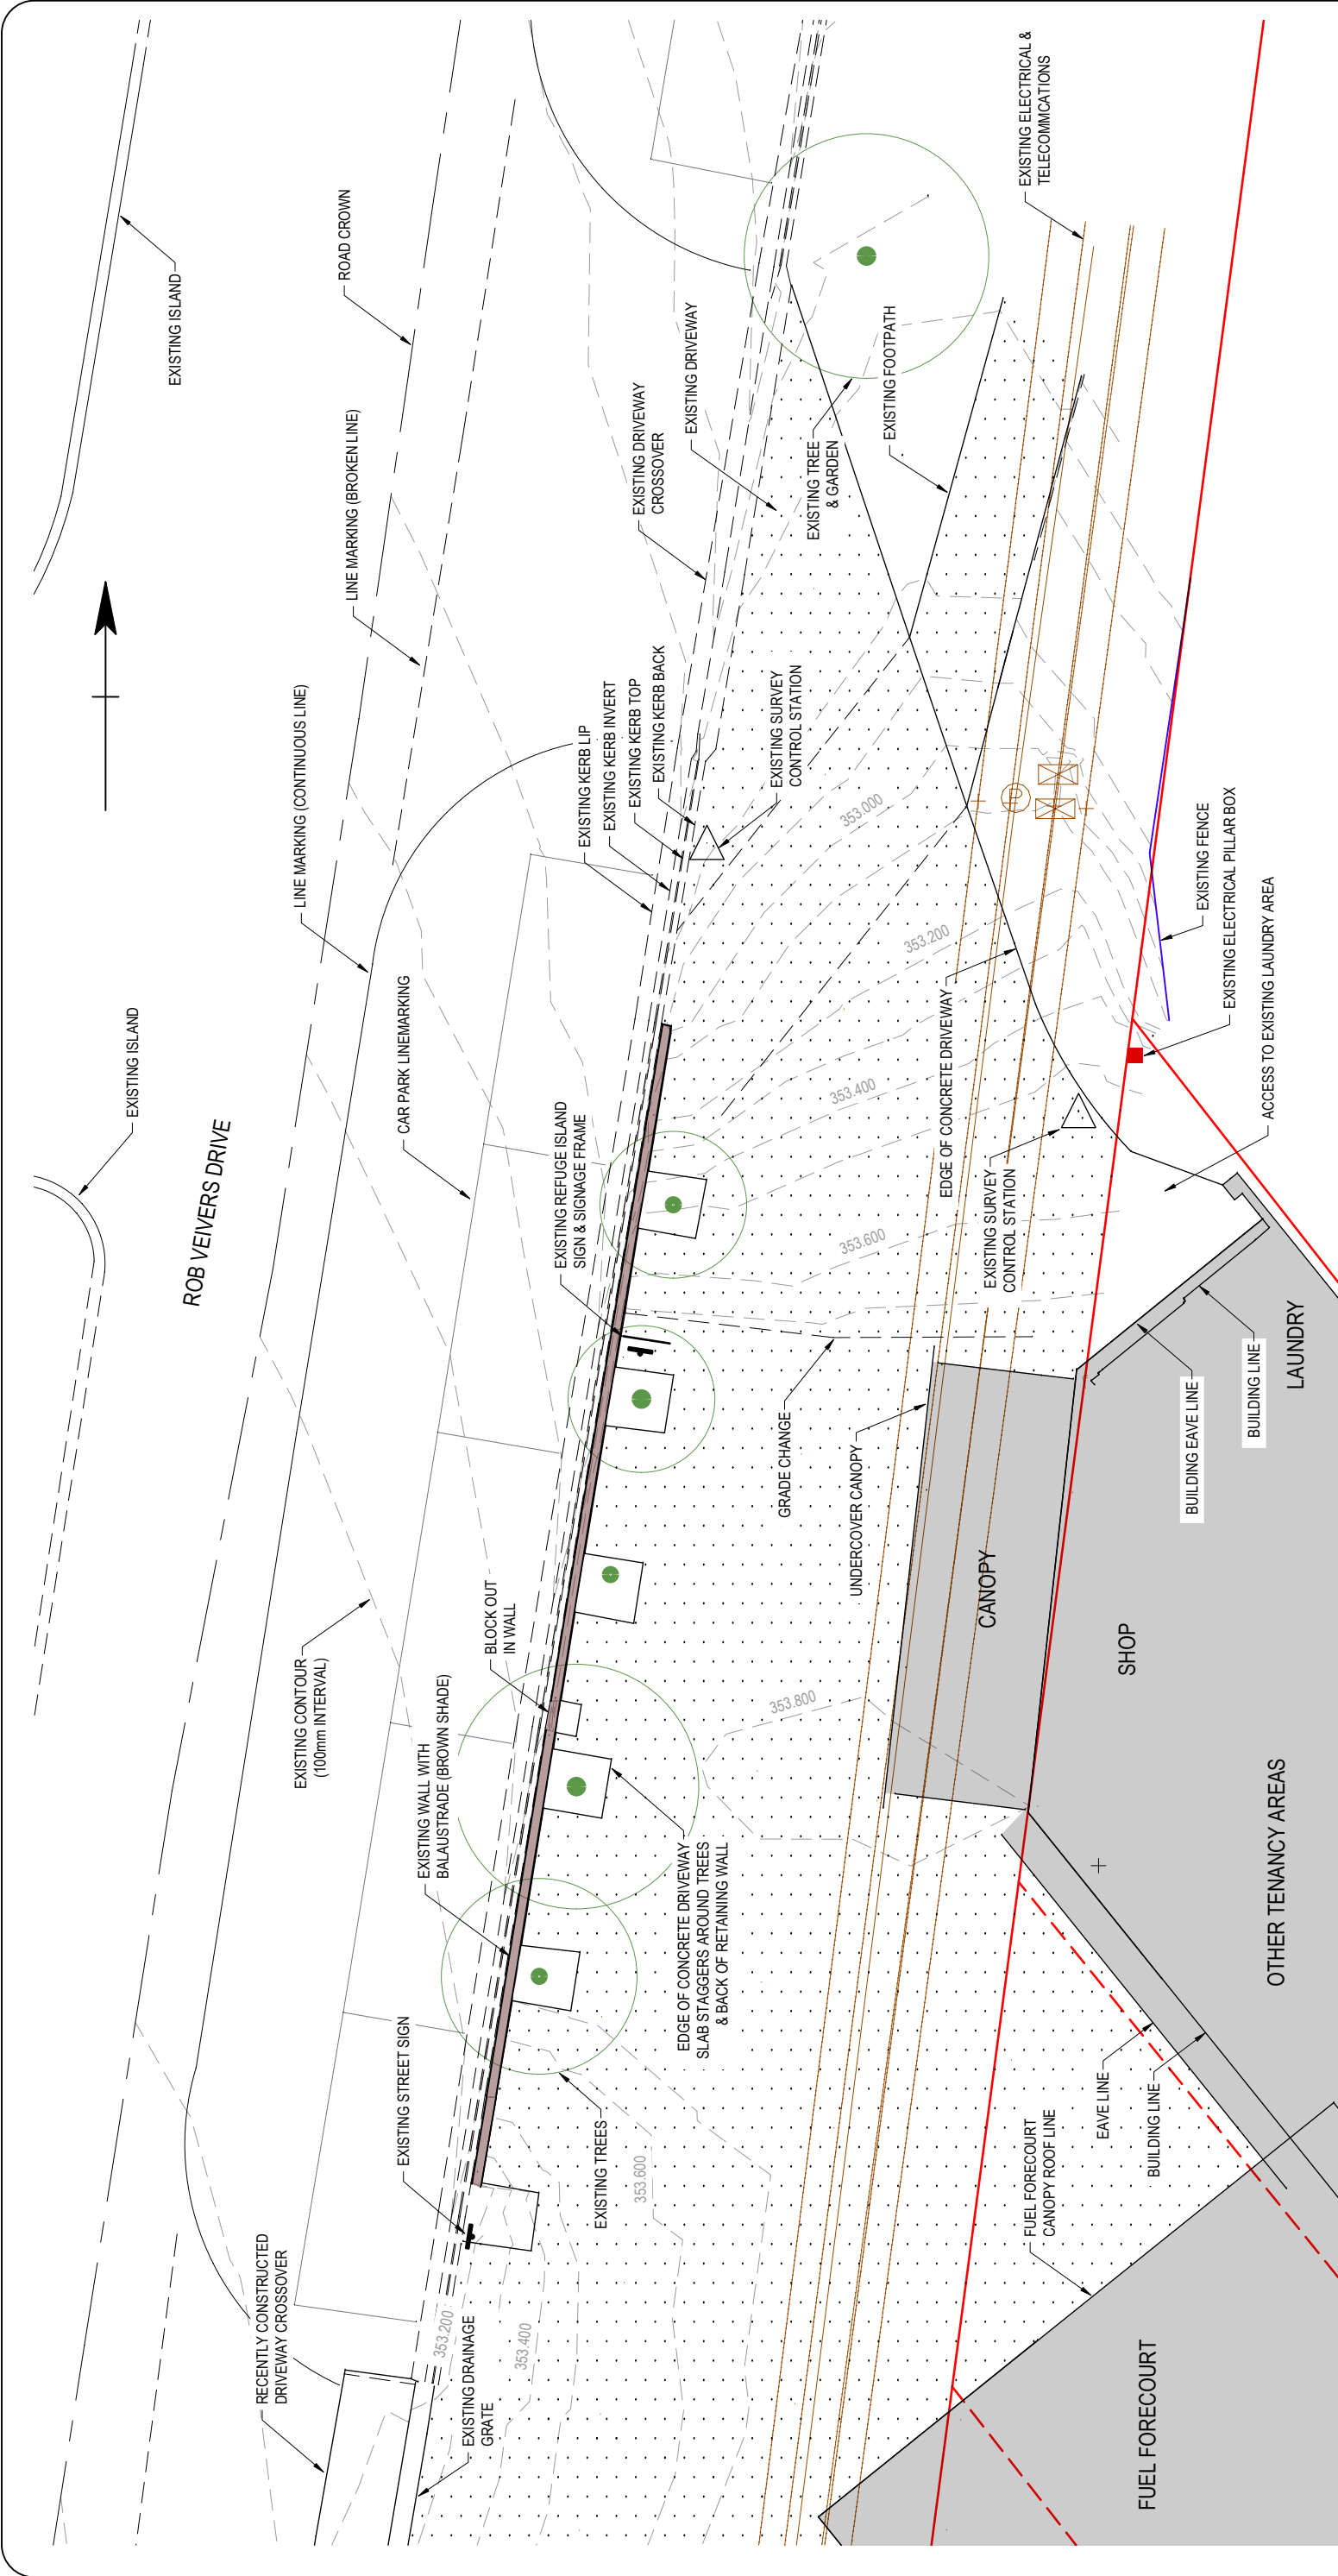 EXISTING ISLAND
ROAD CROWN
LINE MARKING (BROKEN LINE)
LINE MARKING (CONTINUOUS LINE)
EXISTING ISLAND
ROB VEIVERS DRIVE
CAR PARK LINEMARKING
EXISTING CONTOUR
(100mm INTERVAL)
RECENTLY CONSTRUCTED
DRIVEWAY CROSSOVER
EXISTING STREET SIGN
EXISTING WALL WITH
BALAUSTRADE (BROWN SHADE)
BLOCK OUT
IN WALL
EXISTING REFUGE ISLAND
SIGN & SIGNAGE FRAME
EXISTING KERB LIP
EXISTING KERB INVERT
EXISTING KERB TOP
EXISTING KERB BACK
EXISTING DRIVEWAY
CROSSOVER
EXISTING DRIVEWAY
EXISTING SURVEY
CONTROL STATION
EXISTING TREE
& GARDEN
EXISTING FOOTPATH
EXISTING ELECTRICAL &
TELECOMMCATIONS
353.200
353.400
353.600
353.800
353.600
353.400
353.200
353.000
P
EXISTING DRAINAGE
GRATE
EXISTING TREES
EDGE OF CONCRETE DRIVEWAY
SLAB STAGGERS AROUND TREES
& BACK OF RETAINING WALL
GRADE CHANGE
UNDERCOVER CANOPY
EDGE OF CONCRETE DRIVEWAY
EXISTING SURVEY
CONTROL STATION
CANOPY
SHOP
EXISTING FENCE
EXISTING ELECTRICAL PILLAR BOX
ACCESS TO EXISTING LAUNDRY AREA
BUILDING EAVE LINE
BUILDING LINE
LAUNDRY
OTHER TENANCY AREAS
EAVE LINE
BUILDING LINE
FUEL FORECOURT
CANOPY ROOF LINE
FUEL FORECOURT